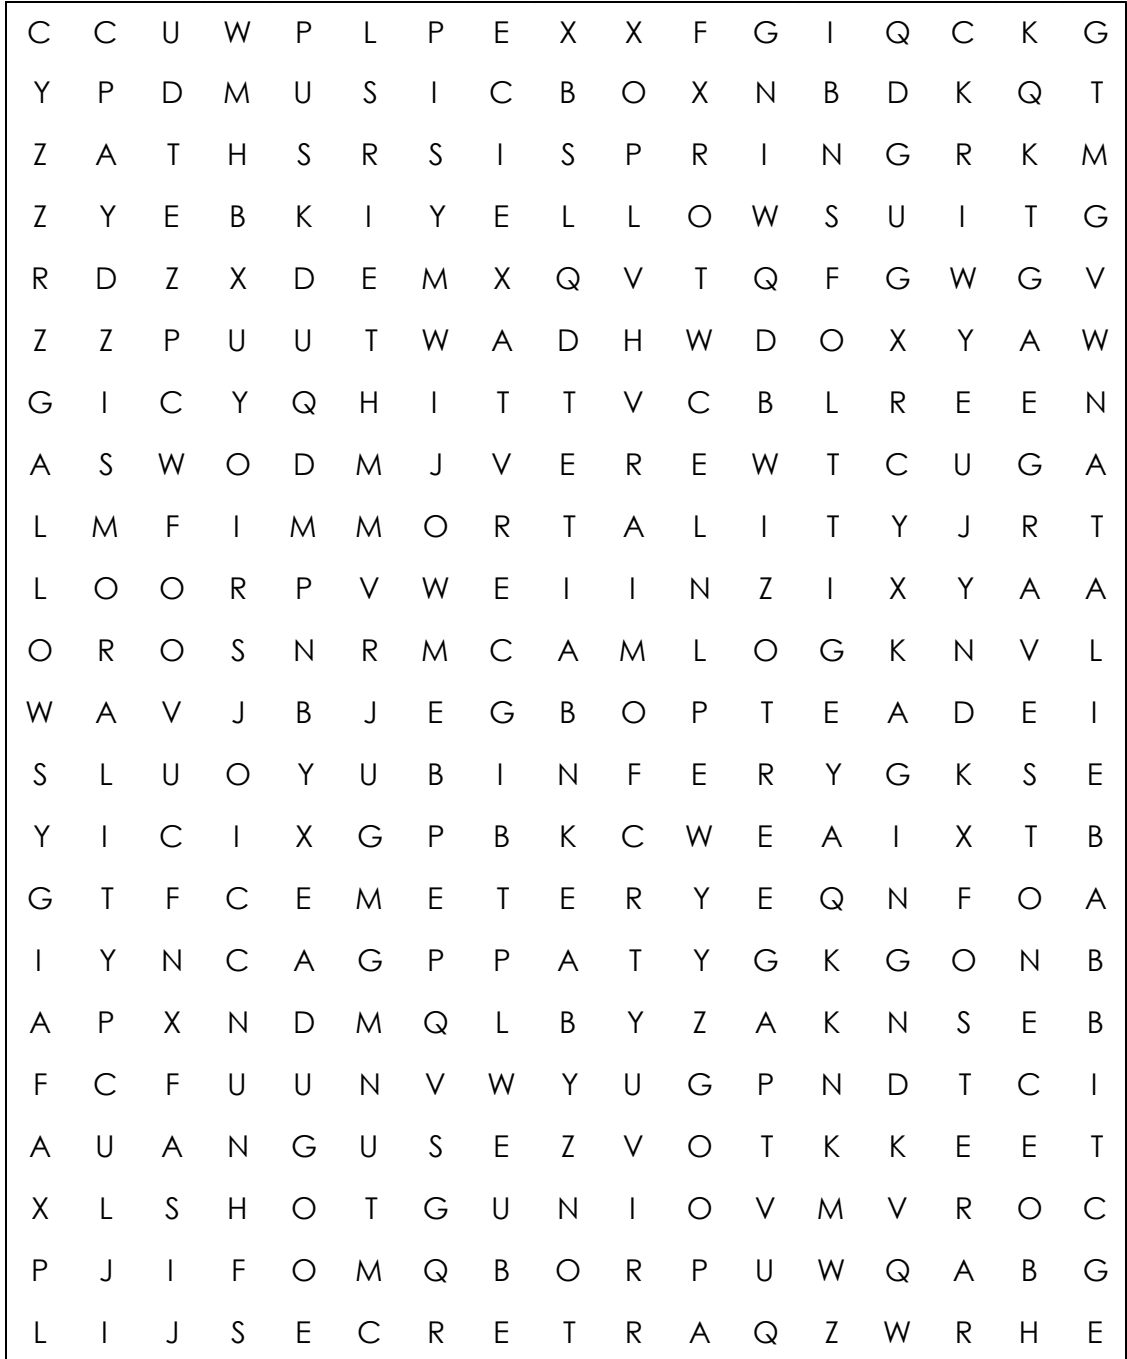 C C U W P L P E X X F G I Q C K G
Y P D M U S I C B O X N B D K Q T
Z A T H S R S I S P R I N G R K M
Z Y E B K I Y E L L O W S U I T G
R D Z X D E M X Q V T Q F G W G V
Z Z P U U T W A D H W D O X Y A W
G I C Y Q H I T T V C B L R E E N
A S W O D M J V E R E W T C U G A
L M F I M M O R T A L I T Y J R T
L O O R P V W E I I N Z I X Y A A
O R O S N R M C A M L O G K N V L
W A V J B J E G B O P T E A D E I
S L U O Y U B I N F E R Y G K S E
Y I C I X G P B K C W E A I X T B
G T F C E M E T E R Y E Q N F O A
I Y N C A G P P A T Y G K G O N B
A P X N D M Q L B Y Z A K N S E B
F C F U U N V W Y U G P N D T C I
A U A N G U S E Z V O T K K E E T
X L S H O T G U N I O V M V R O C
P J I F O M Q B O R P U W Q A B G
L I J S E C R E T R A Q Z W R H E